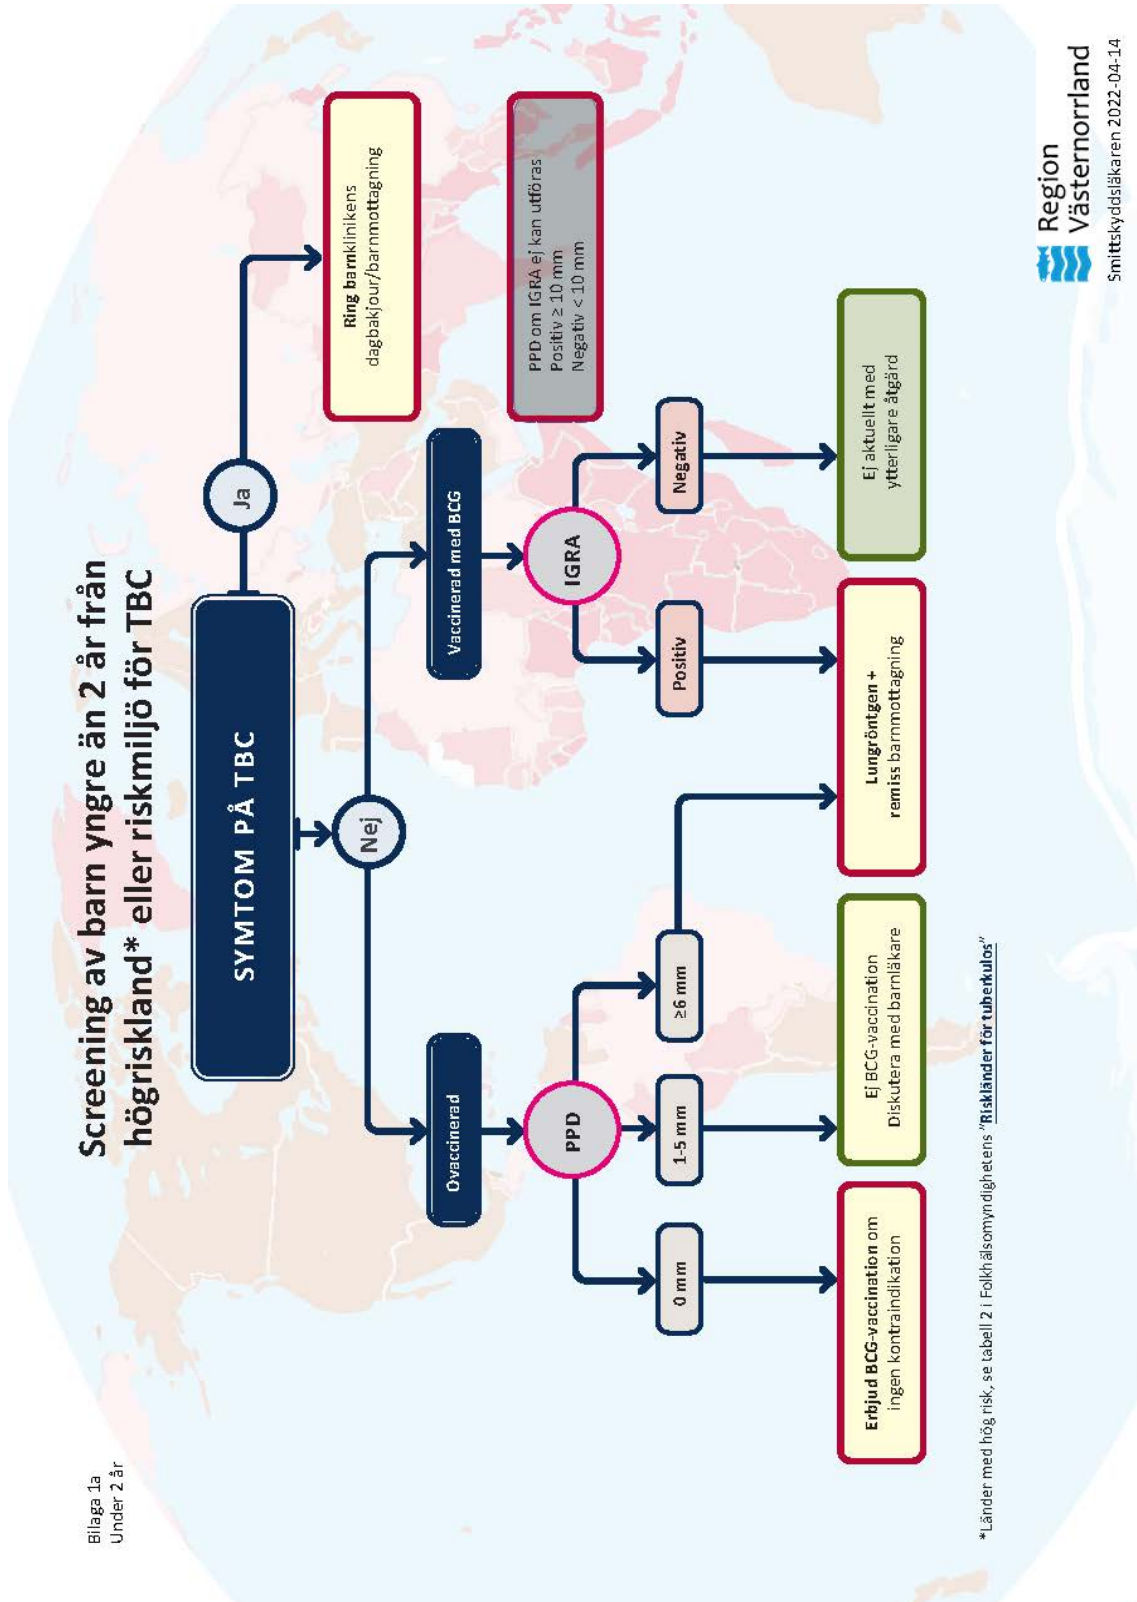 Bilaga 1a
Under 2 år
Screening av barn yngre än 2 år från
högriskland* eller riskmiljö för TBC
SYMTOM PÅ TBC
Ja
Nej
Ring barnklinikens
dagbakjour/barnmottagning
Ovaccinerad
Vaccinerad med BCG
PPD om IGRA ej kan utföras
Positiv ≥ 10 mm
Negativ < 10 mm
PPD
IGRA
0 mm
1-5 mm
≥6 mm
Positiv
Negativ
Erbjud BCG-vaccination om
ingen kontraindikation
Ej BCG-vaccination
Diskutera med barnläkare
Lungröntgen +
remiss barnmottagning
Ej aktuellt med
ytterligare åtgärd
*Länder med hög risk, se tabell 2 i Folkhälsomyndighetens "Riskländer för tuberkulos"
Region
Västernorrland
Smittskyddsläkaren 2022-04-14